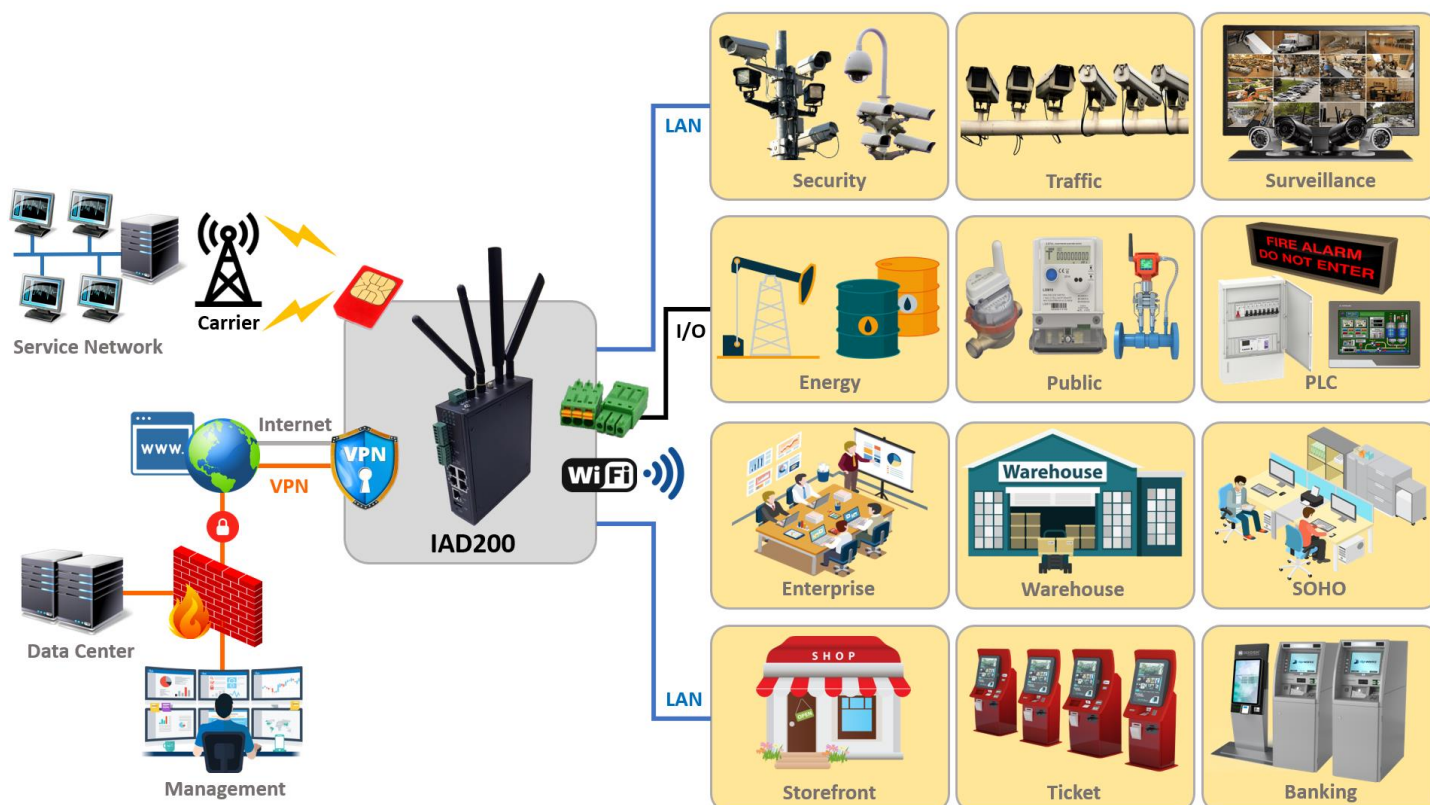 LAN
Security
Traffic
Surveillance
Carrier
Service Network
I/O
FIRE ALARM
DO NOT ENTER
Energy
Public
PLC
WWW.
Internet
VPN
VPN
IAD200
WiFi
Warehouse
Enterprise
Warehouse
SOHO
Data Center
Management
LAN
SHOP
OPEN
Storefront
Ticket
Banking